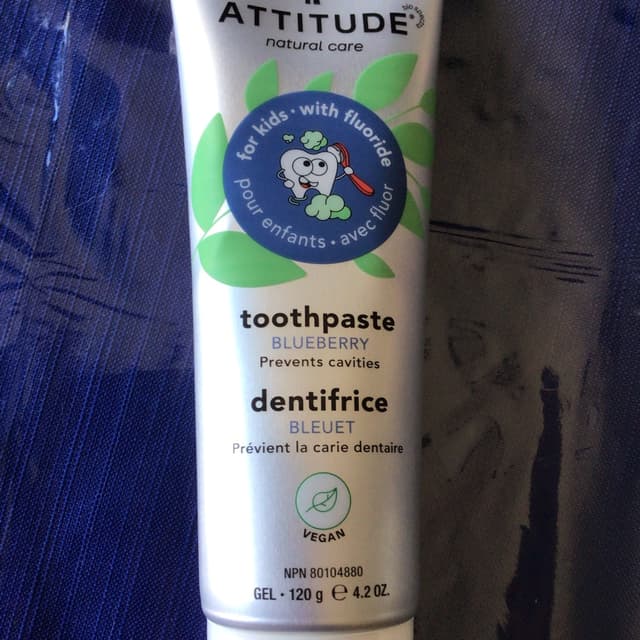 ATTITUDE
natural care
for kids • with fluoride
pour enfants • avec fluor
toothpaste
BLUEBERRY
Prevents cavities
dentifrice
BLEUET
Prévient la carie dentaire
VEGAN
NPN 80104880
GEL • 120 g ℮ 4.2 OZ.